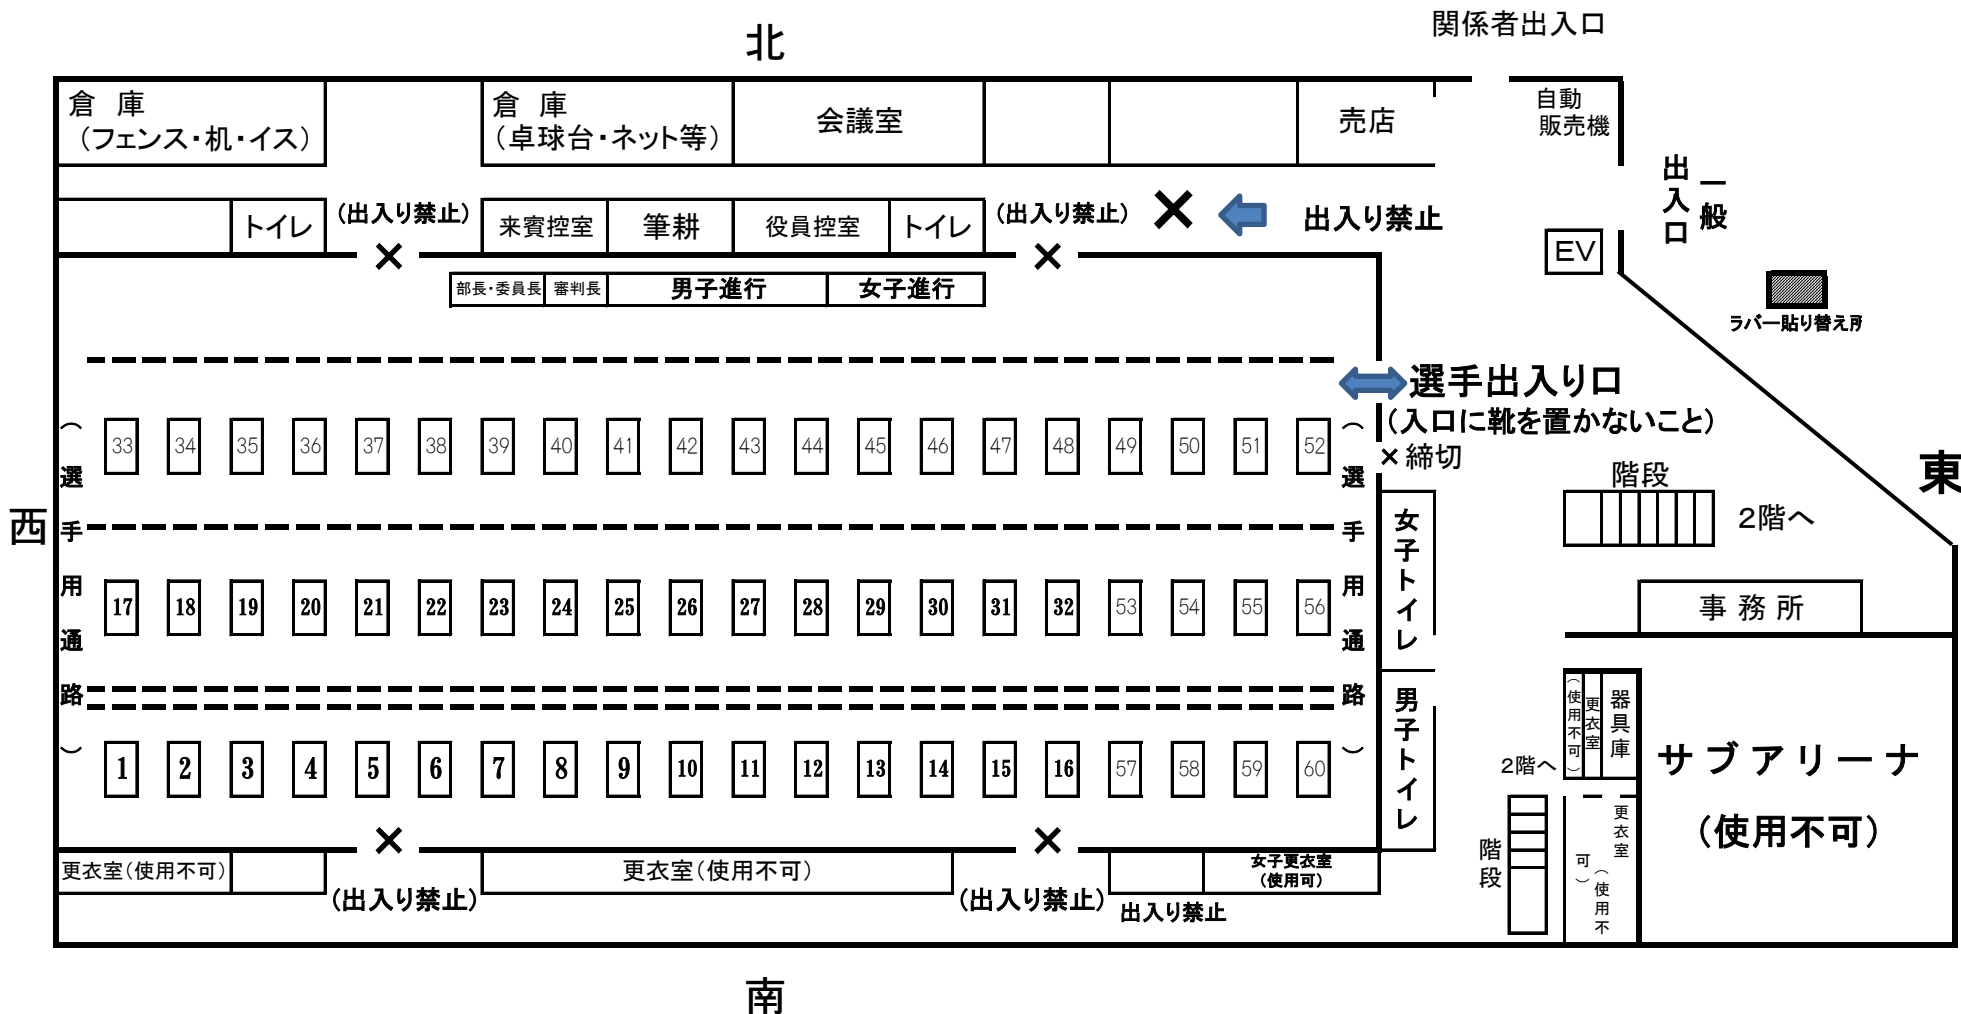 北
関係者出入口
倉 庫
（フェンス・机・イス）
倉 庫
（卓球台・ネット等）
会議室
売店
自動
販売機
一般
出入口
トイレ
(出入り禁止)
×
来賓控室
筆耕
役員控室
トイレ
(出入り禁止)
×
×
出入り禁止
EV
部長・委員長
審判長
男子進行
女子進行
ラバー貼り替え所
選手出入り口
（入口に靴を置かないこと）
×締切
（選手用通路）
33 34 35 36 37 38 39 40 41 42 43 44 45 46 47 48 49 50 51 52
（選手用通路）
階段
2階へ
東
西
女子トイレ
17 18 19 20 21 22 23 24 25 26 27 28 29 30 31 32 53 54 55 56
事務所
男子トイレ
1 2 3 4 5 6 7 8 9 10 11 12 13 14 15 16 57 58 59 60
器具庫
更衣室
（使用不可）
2階へ
サブアリーナ
（使用不可）
階段
更衣室
（使用不可）
×
×
更衣室（使用不可）
(出入り禁止)
更衣室（使用不可）
(出入り禁止)
出入り禁止
女子更衣室
（使用可）
南